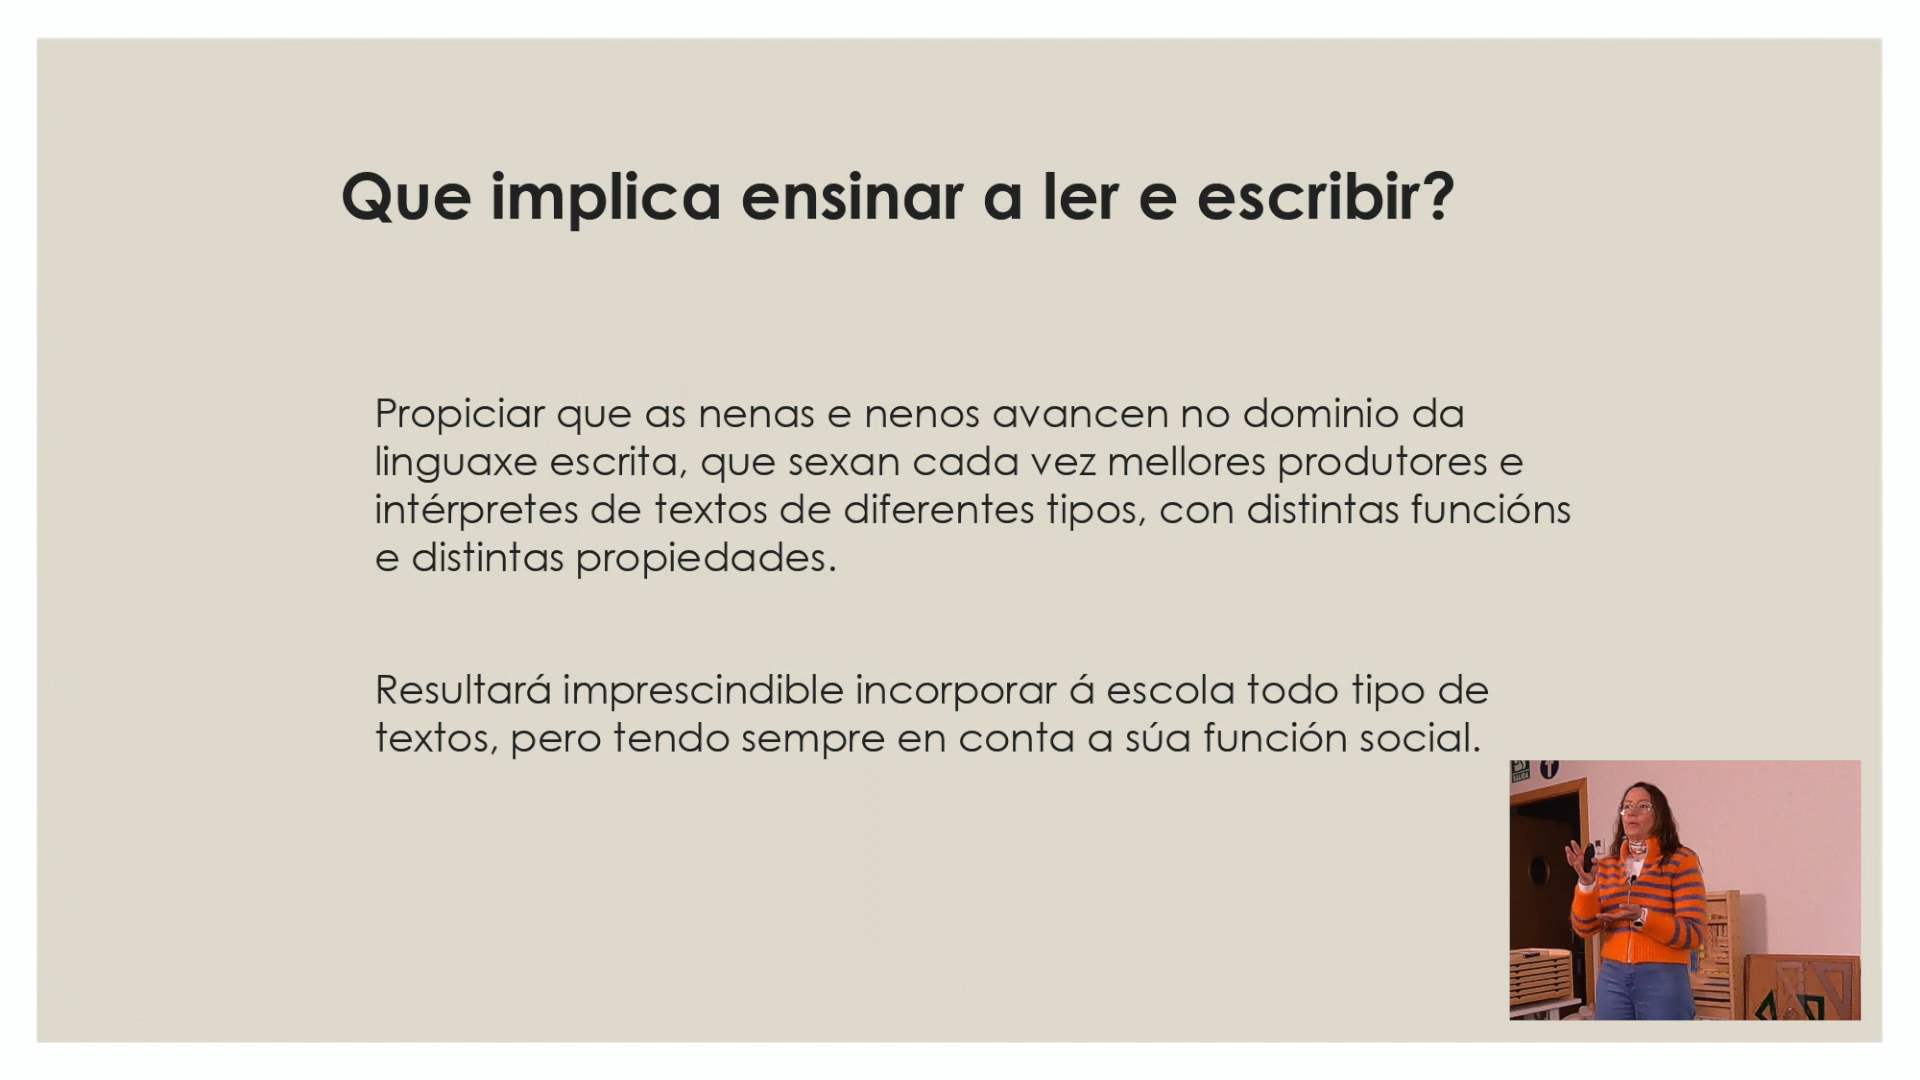 Que implica ensinar a ler e escribir?
Propiciar que as nenas e nenos avancen no dominio da
linguaxe escrita, que sexan cada vez mellores produtores e
intérpretes de textos de diferentes tipos, con distintas funcións
e distintas propiedades.
Resultará imprescindible incorporar á escola todo tipo de
textos, pero tendo sempre en conta a súa función social.
SALIDA